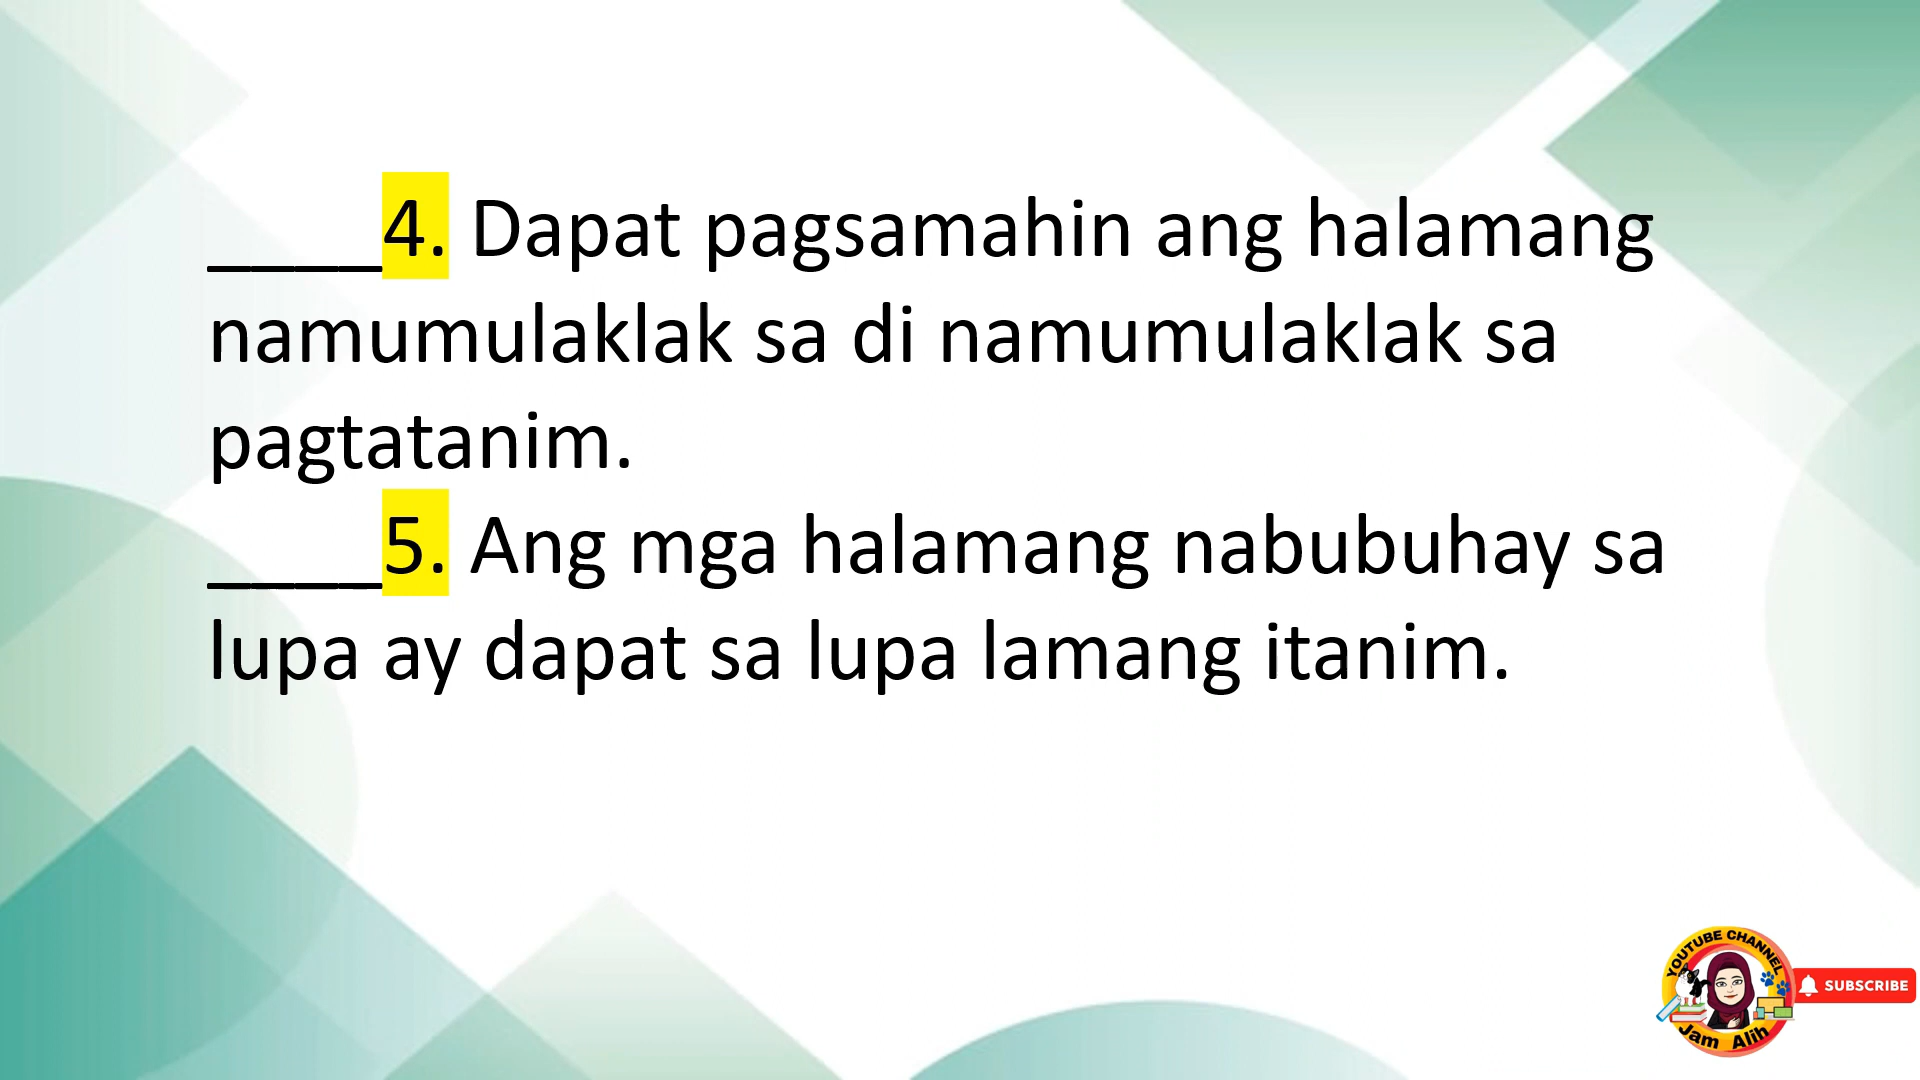 ____4. Dapat pagsamahin ang halamang
namumulaklak sa di namumulaklak sa
pagtatanim.
____5. Ang mga halamang nabubuhay sa
lupa ay dapat sa lupa lamang itanim.
YOUTUBE CHANNEL
Jam Alih
SUBSCRIBE